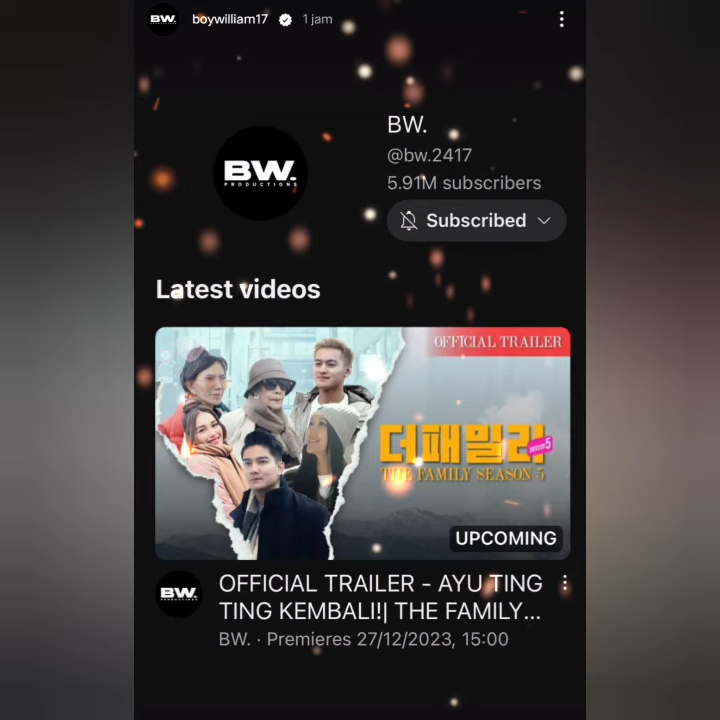 BW.
boywilliam17 1 jam
BW.
@bw.2417
5.91M subscribers
BW.
PRODUCTIONS
Subscribed
Latest videos
OFFICIAL TRAILER
더패밀리
SEASON 5
THE FAMILY SEASON 5
UPCOMING
BW.
PRODUCTIONS
OFFICIAL TRAILER - AYU TING
TING KEMBALI!| THE FAMILY...
BW. · Premieres 27/12/2023, 15:00